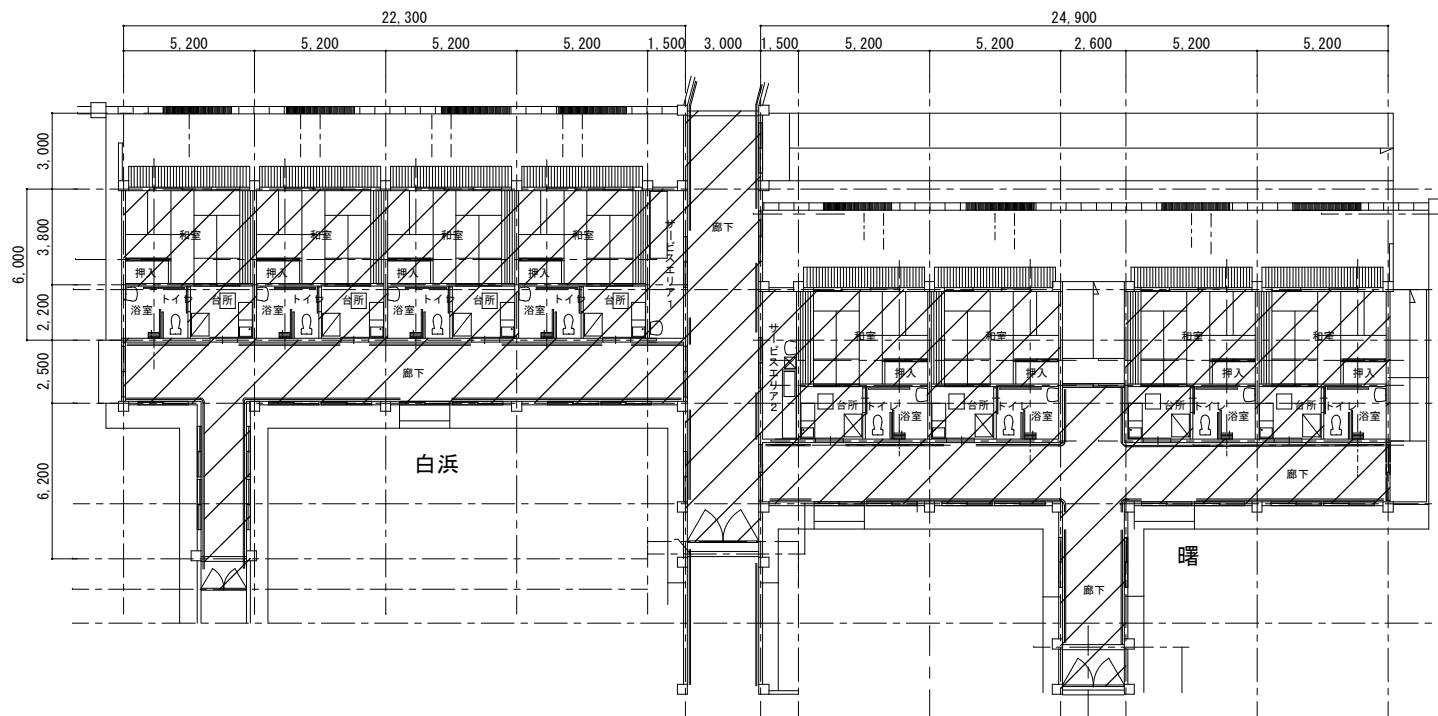 22,300
24,900
5,200
5,200
5,200
5,200
1,500
3,000
1,500
5,200
5,200
2,600
5,200
5,200
3,000
3,800
6,000
2,200
2,500
6,200
和室
和室
和室
和室
押入
押入
押入
押入
浴室
トイレ
台所
浴室
トイレ
台所
浴室
トイレ
台所
浴室
トイレ
台所
サービスエリア1
廊下
廊下
白浜
サービスエリア2
和室
和室
和室
和室
押入
押入
押入
押入
台所
トイレ
浴室
台所
トイレ
浴室
台所
トイレ
浴室
台所
トイレ
浴室
廊下
曙
廊下